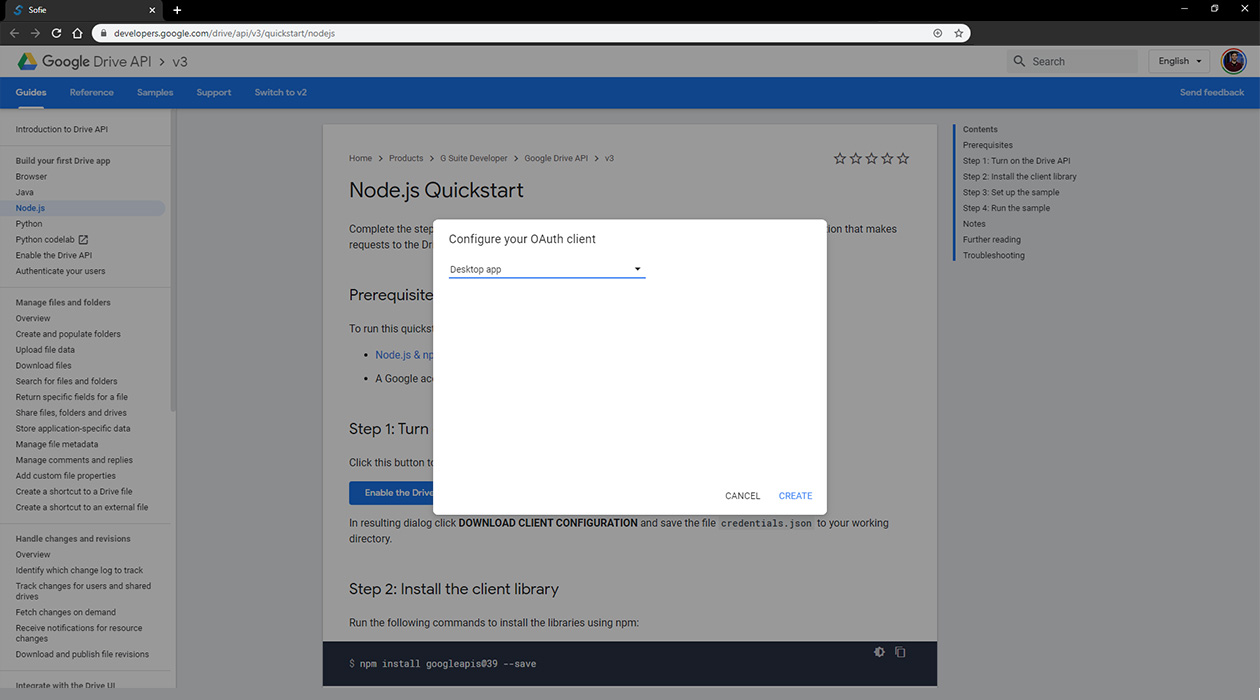 Sofie
developers.google.com/drive/api/v3/quickstart/nodejs
Google Drive API > v3
Search
English
Guides
Reference
Samples
Support
Switch to v2
Send feedback
Introduction to Drive API
Build your first Drive app
Browser
Java
Node.js
Python
Python codelab
Enable the Drive API
Authenticate your users
Manage files and folders
Overview
Create and populate folders
Upload file data
Download files
Search for files and folders
Return specific fields for a file
Share files, folders and drives
Store application-specific data
Manage file metadata
Manage comments and replies
Add custom file properties
Create a shortcut to a Drive file
Create a shortcut to an external file
Handle changes and revisions
Overview
Identify which change log to track
Track changes for users and shared
drives
Fetch changes on demand
Receive notifications for resource
changes
Download and publish file revisions
Integrate with the Drive UI
Home > Products > G Suite Developer > Google Drive API > v3
Node.js Quickstart
Complete the step
tion that makes
requests to the Dr
Prerequisite
To run this quickst
Node.js & np
A Google acc
Step 1: Turn
Click this button to
Enable the Drive
In resulting dialog click DOWNLOAD CLIENT CONFIGURATION and save the file credentials.json to your working
directory.
Step 2: Install the client library
Run the following commands to install the libraries using npm:
$ npm install googleapis@39 --save
Configure your OAuth client
Desktop app
CANCEL
CREATE
Contents
Prerequisites
Step 1: Turn on the Drive API
Step 2: Install the client library
Step 3: Set up the sample
Step 4: Run the sample
Notes
Further reading
Troubleshooting